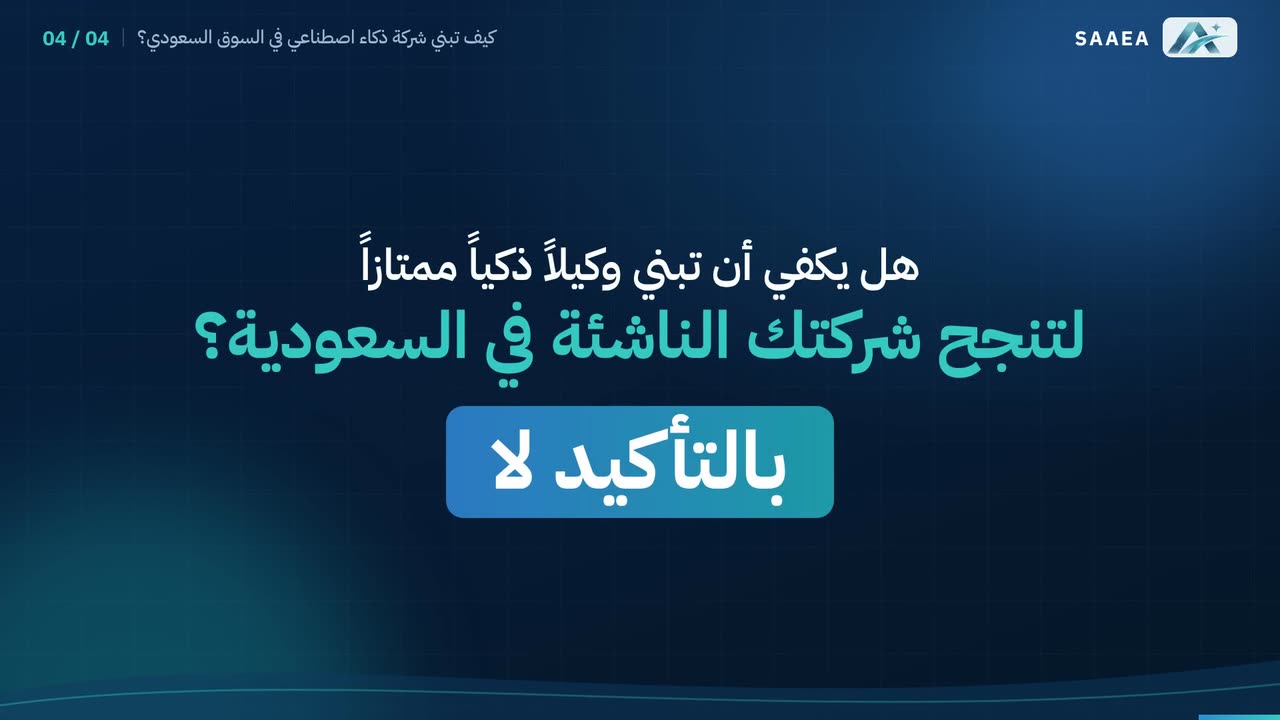 SAAEA
كيف تبني شركة ذكاء اصطناعي في السوق السعودي؟ | 04 / 04
هل يكفي أن تبني وكيلاً ذكياً ممتازاً
لتنجح شركتك الناشئة في السعودية؟
بالتأكيد لا